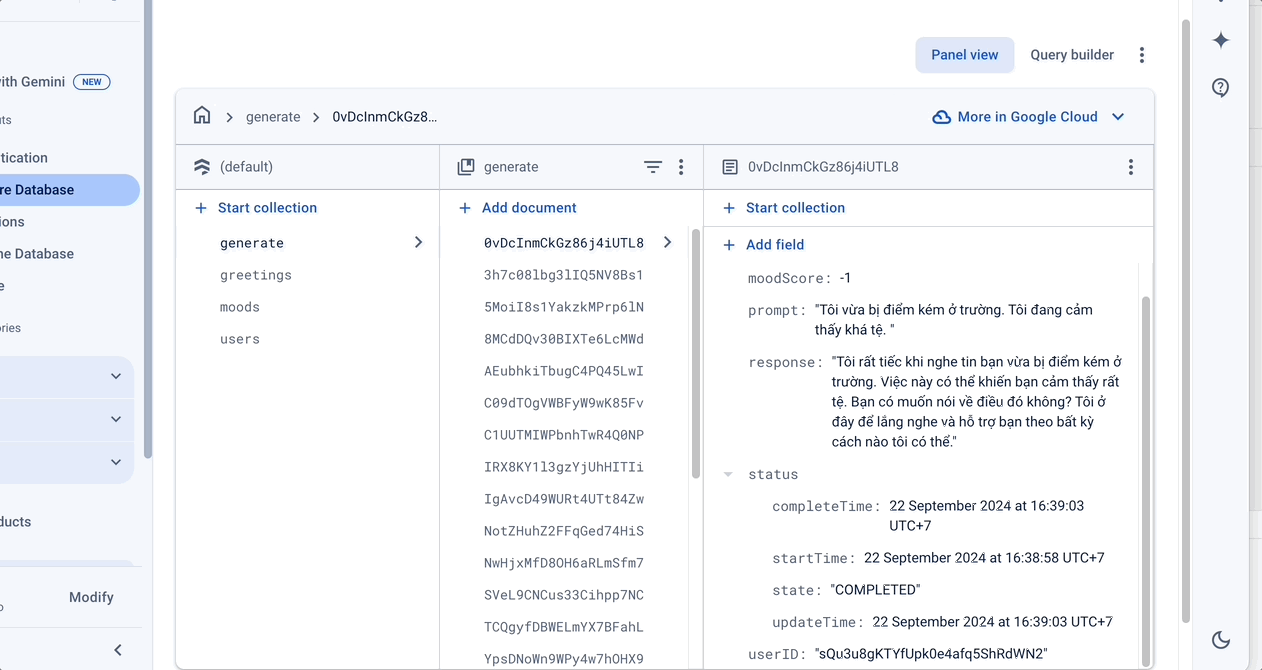 Panel view
Query builder
ith Gemini
NEW
generate
0vDcInmCkGz8...
More in Google Cloud
uts
tication
re Database
ions
ne Database
e
ories
ducts
Modify
(default)
generate
0vDcInmCkGz86j4iUTL8
Start collection
generate
greetings
moods
users
Add document
0vDcInmCkGz86j4iUTL8
3h7c08lbg3lIQ5NV8Bs1
5MoiI8s1YakzkMPrp6lN
8MCdDQv30BIXTe6LcMWd
AEubhkiTbugC4PQ45LwI
C09dTOgVWBFyW9wK85Fv
C1UUTMIWPbnhTwR4Q0NP
IRX8KY1l3gzYjUhHITIi
IgAvcD49WURt4UTt84Zw
NotZHuhZ2FFqGed74HiS
NwHjxMfD8OH6aRLmSfm7
SVeL9CNCus33Cihpp7NC
TCQgyfDBWELmYX7BFahL
YpsDNoWn9WPy4w7hOHX9
Start collection
Add field
moodScore: -1
prompt: "Tôi vừa bị điểm kém ở trường. Tôi đang cảm
thấy khá tệ. "
response: "Tôi rất tiếc khi nghe tin bạn vừa bị điểm kém ở
trường. Việc này có thể khiến bạn cảm thấy rất
tệ. Bạn có muốn nói về điều đó không? Tôi ở
đây để lắng nghe và hỗ trợ bạn theo bất kỳ
cách nào tôi có thể."
status
completeTime: 22 September 2024 at 16:39:03
UTC+7
startTime: 22 September 2024 at 16:38:58 UTC+7
state: "COMPLETED"
updateTime: 22 September 2024 at 16:39:03 UTC+7
userID: "sQu3u8gKTYfUpk0e4afq5ShRdWN2"